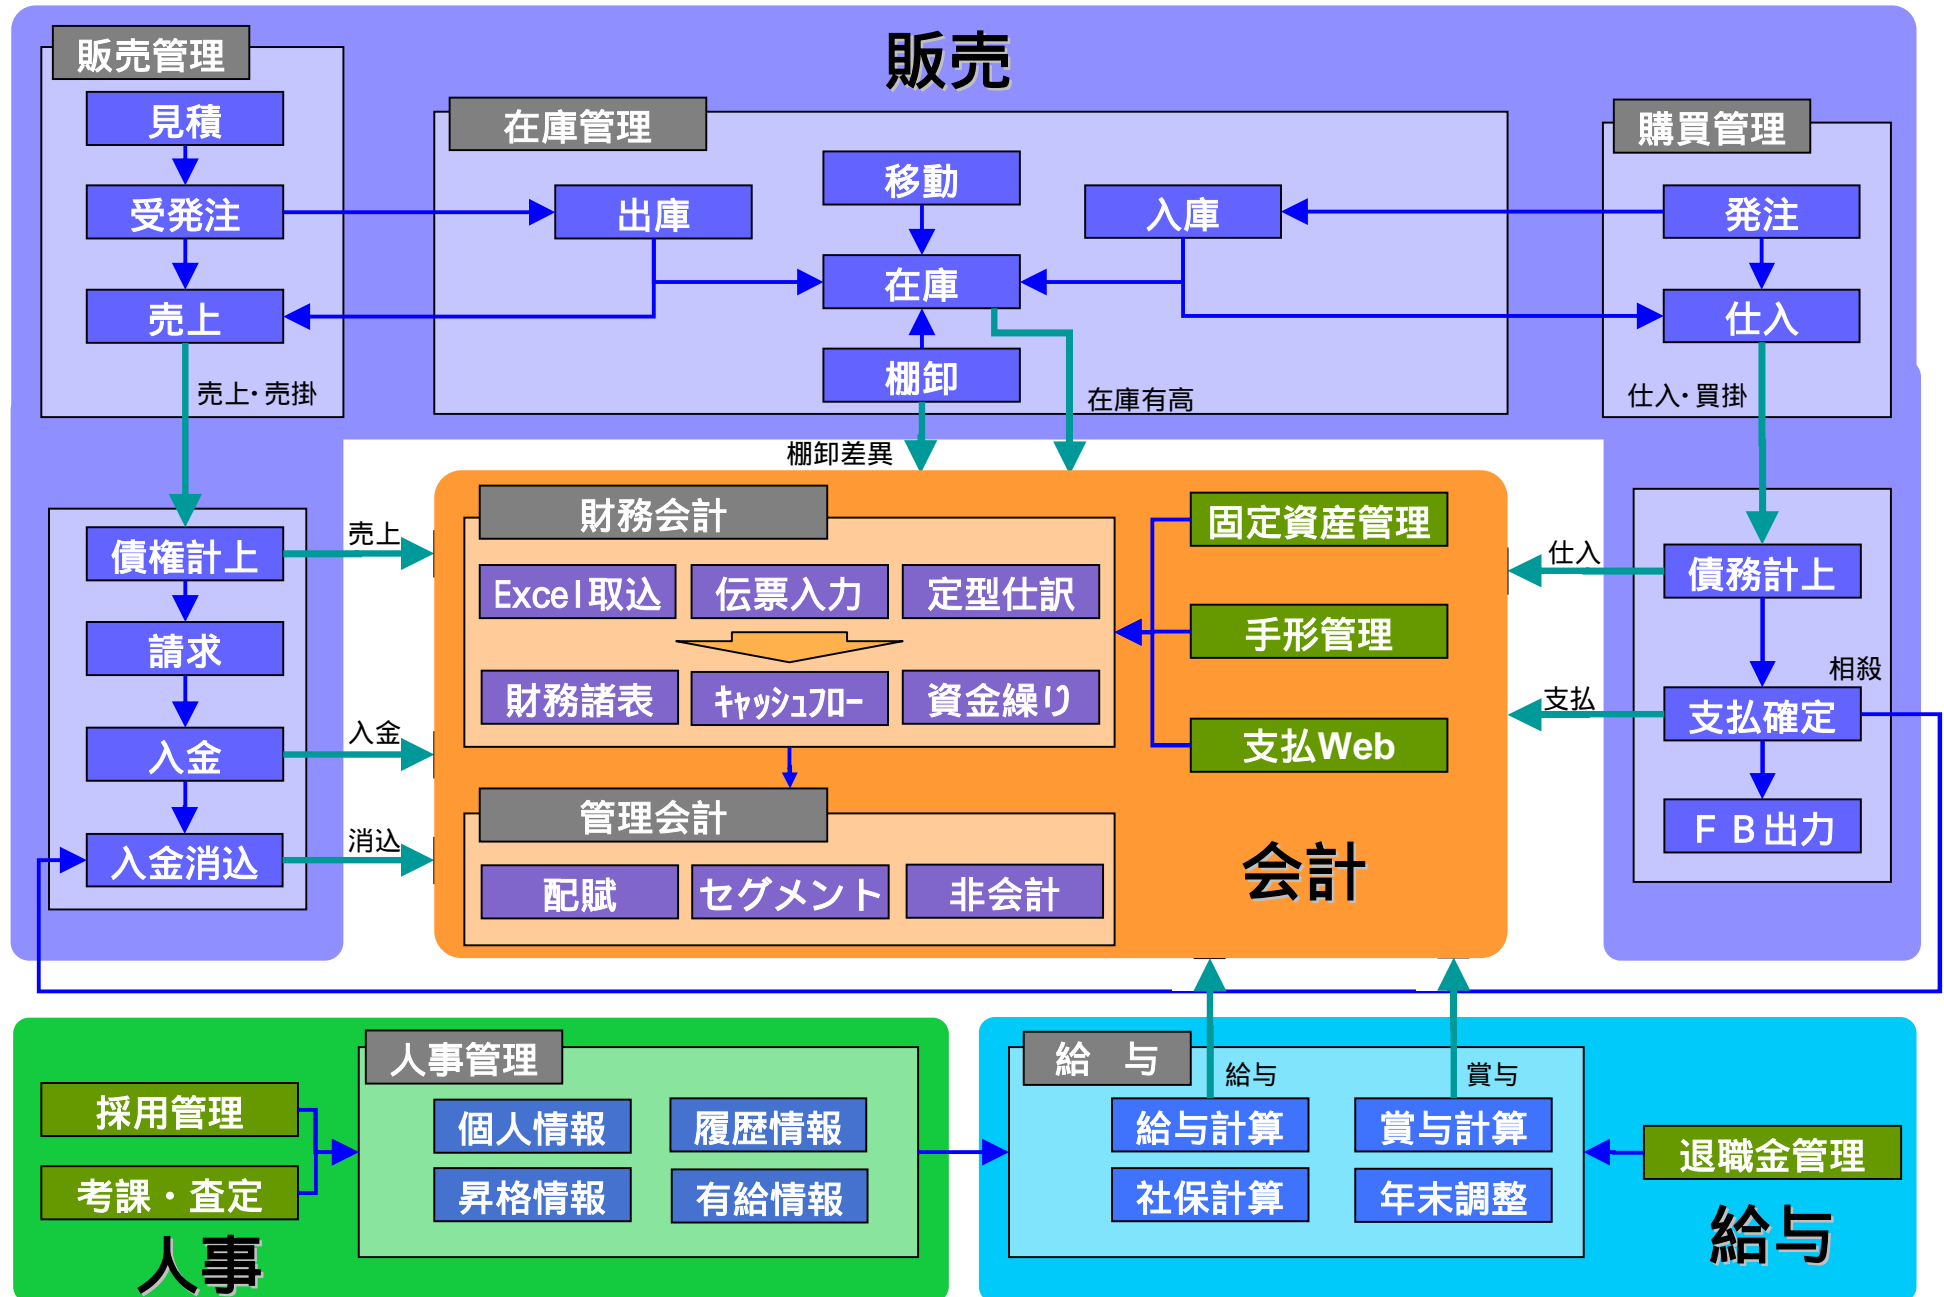 販売
販売管理
見積
受発注
売上
売上・売掛
在庫管理
移動
出庫
入庫
在庫
棚卸
在庫有高
棚卸差異
購買管理
発注
仕入
仕入・買掛
債権計上
請求
入金
入金消込
売上
入金
消込
財務会計
Excel取込
伝票入力
定型仕訳
財務諸表
ｷｬｯｼｭﾌﾛｰ
資金繰り
管理会計
配賦
セグメント
非会計
固定資産管理
手形管理
支払Web
会計
仕入
支払
債務計上
相殺
支払確定
ＦＢ出力
人事管理
採用管理
考課・査定
個人情報
履歴情報
昇格情報
有給情報
人事
給　与
給与
賞与
給与計算
賞与計算
社保計算
年末調整
退職金管理
給与